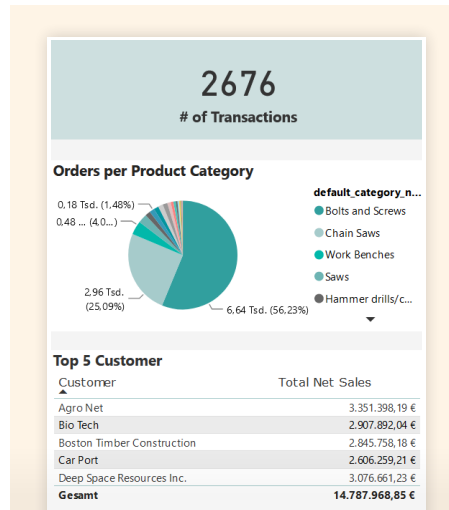 2676
# of Transactions
Orders per Product Category
default_category_n...
0,18 Tsd. (1,48%)
0,48 ... (4,0...)
2,96 Tsd.
(25,09%)
6,64 Tsd. (56,23%)
Bolts and Screws
Chain Saws
Work Benches
Saws
Hammer drills/c...
Top 5 Customer
Customer Total Net Sales
Agro Net 3.351.398,19 €
Bio Tech 2.907.892,04 €
Boston Timber Construction 2.845.758,18 €
Car Port 2.606.259,21 €
Deep Space Resources Inc. 3.076.661,23 €
Gesamt 14.787.968,85 €